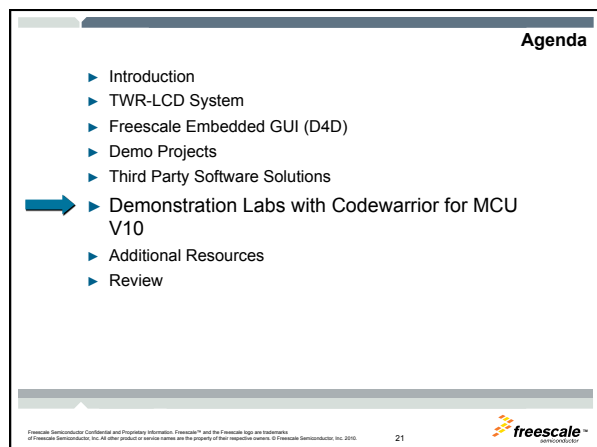 Agenda
Introduction
TWR-LCD System
Freescale Embedded GUI (D4D)
Demo Projects
Third Party Software Solutions
Demonstration Labs with Codewarrior for MCU
V10
Additional Resources
Review
Freescale Semiconductor Confidential and Proprietary Information. Freescale™ and the Freescale logo are trademarks
of Freescale Semiconductor, Inc. All other product or service names are the property of their respective owners. © Freescale Semiconductor, Inc. 2010.
21
freescale ™
semiconductor